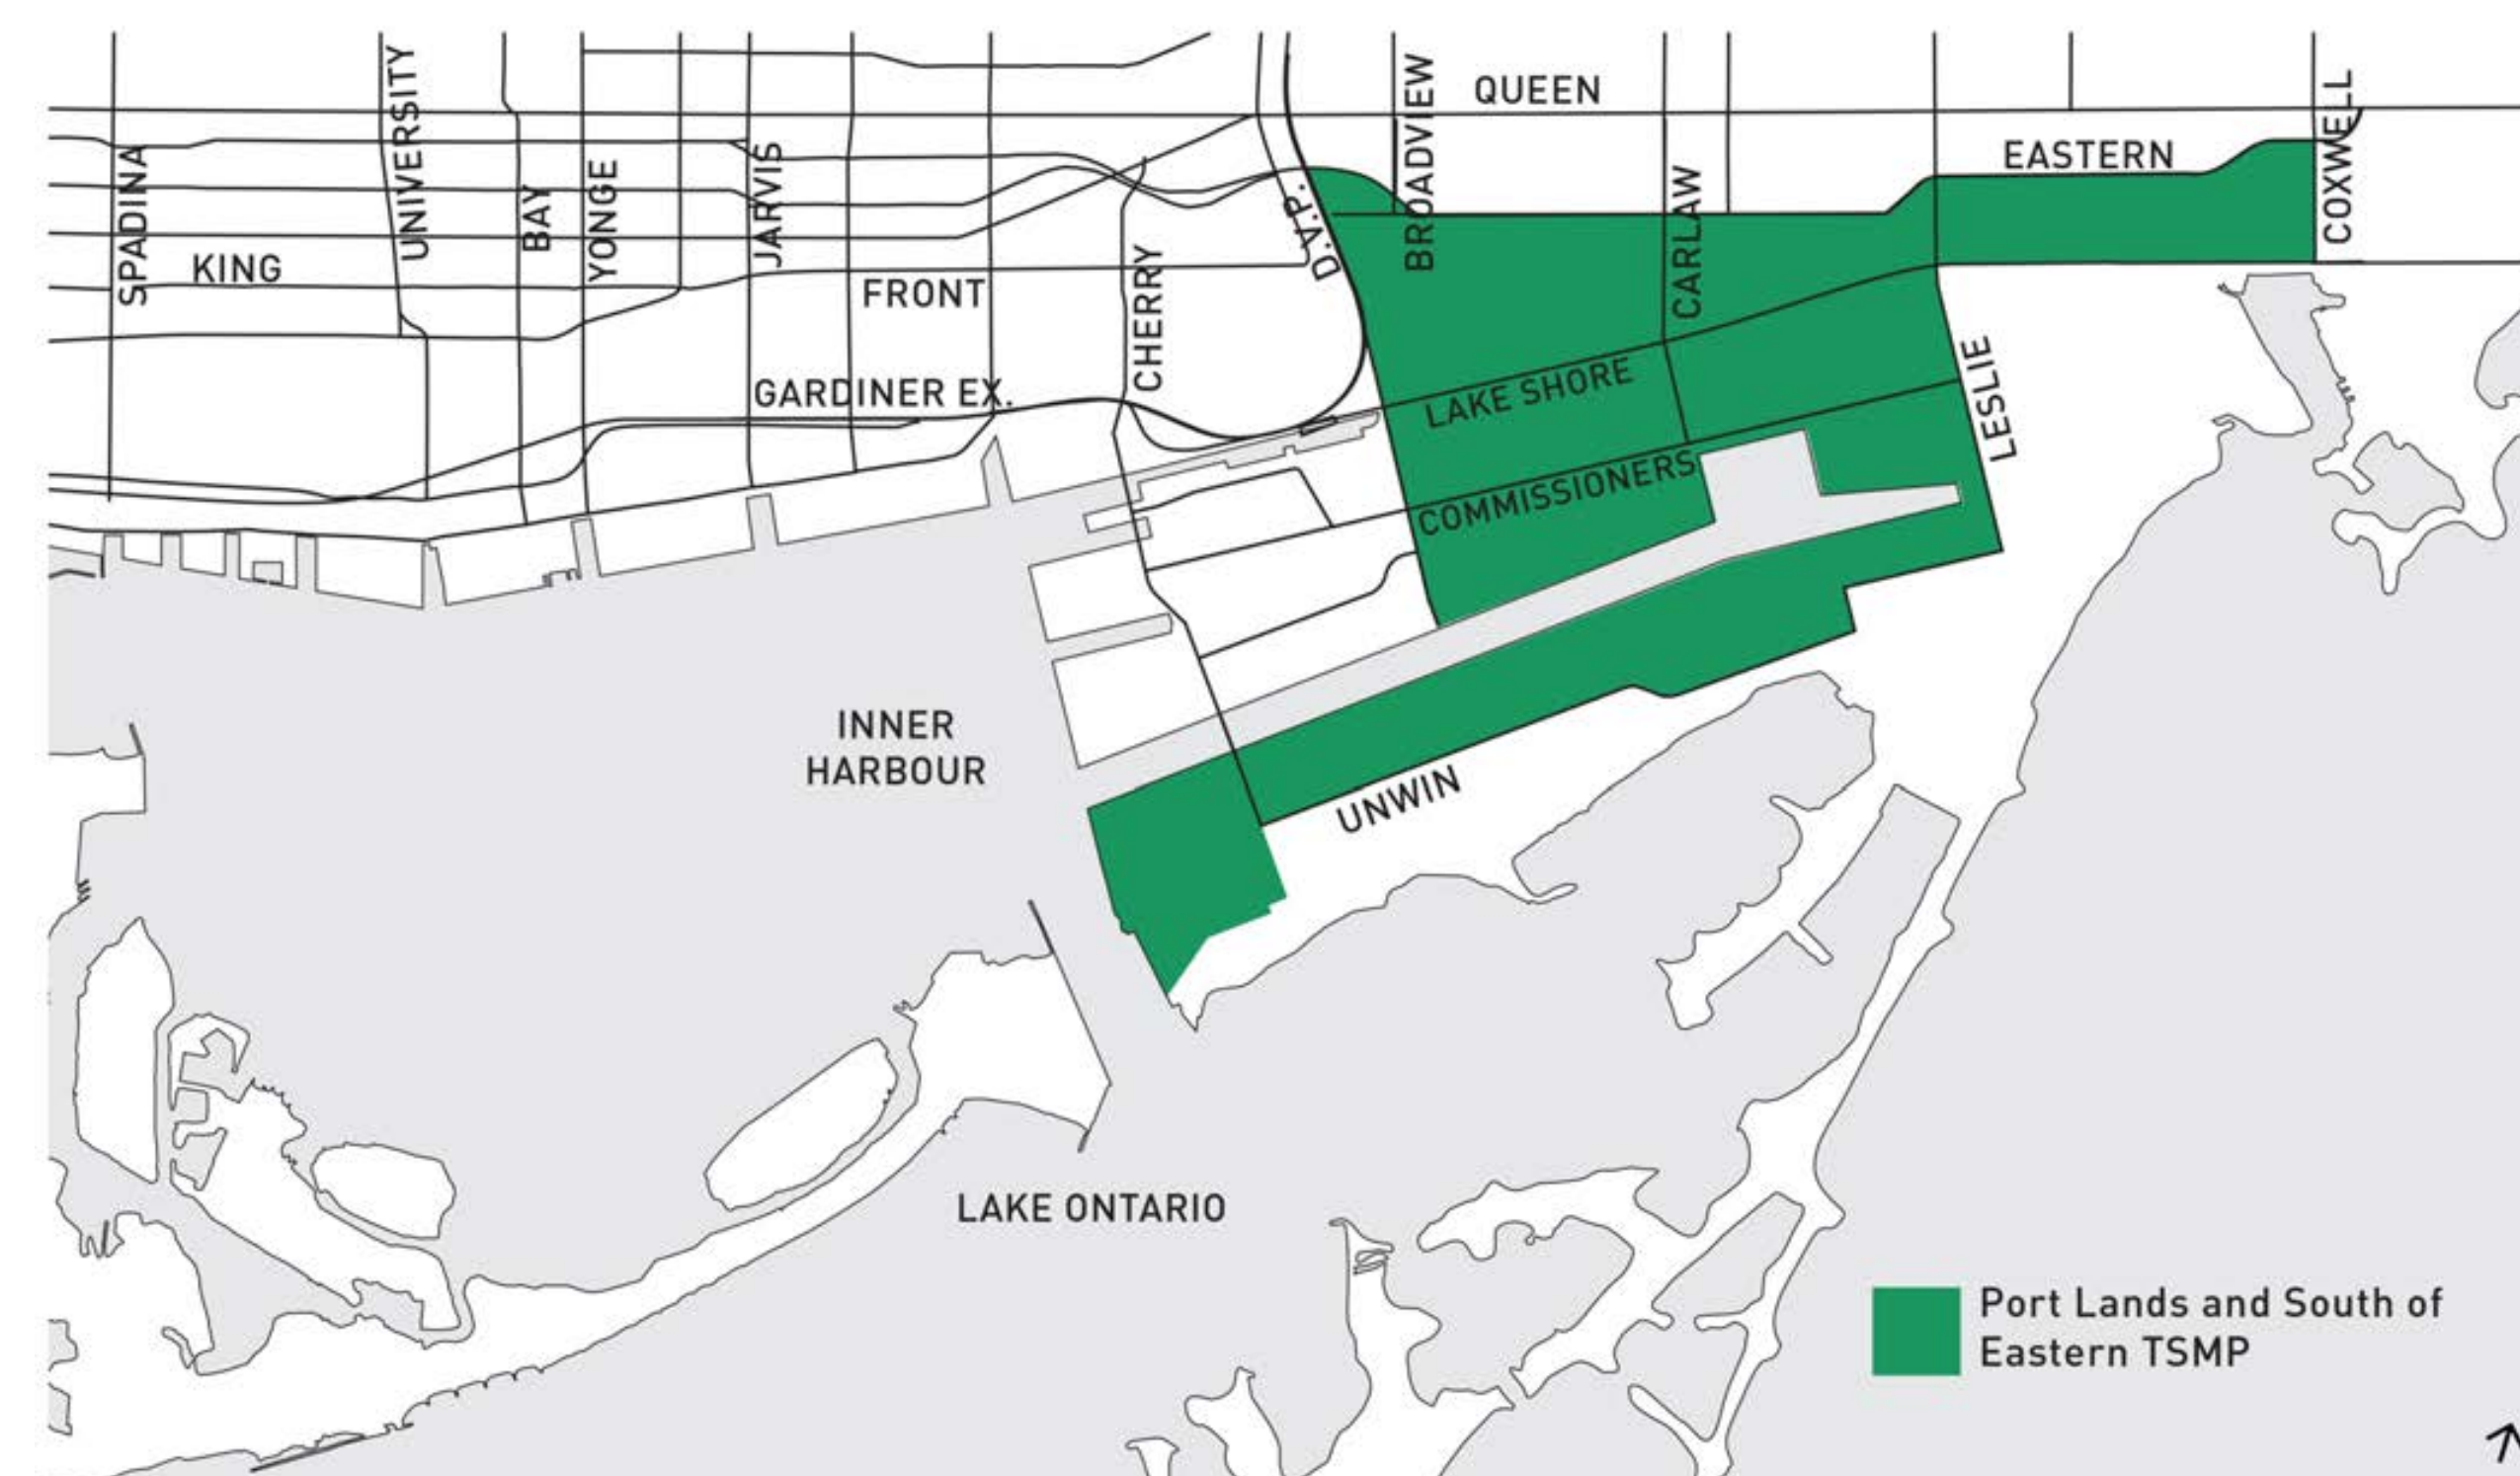 QUEEN
UNIVERSITY
BROADVIEW
COXWELL
SPADINA
BAY
YONGE
JARVIS
CARLAW
EASTERN
D.V.P.
KING
FRONT
CHERRY
GARDINER EX.
LAKE SHORE
LESLIE
COMMISSIONERS
INNER
HARBOUR
UNWIN
LAKE ONTARIO
Port Lands and South of
Eastern TSMP